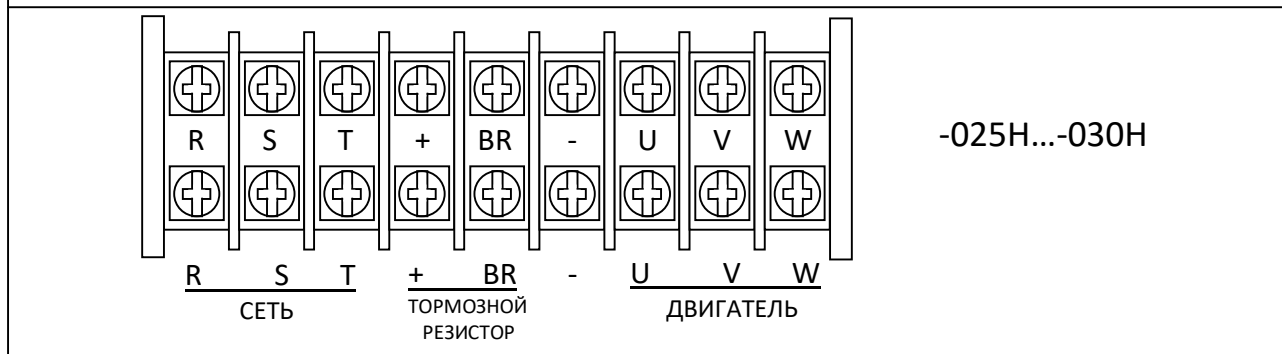 R S T + BR - U V W
-025H...-030H
R S T + BR - U V W
СЕТЬ
ТОРМОЗНОЙ
РЕЗИСТОР
ДВИГАТЕЛЬ